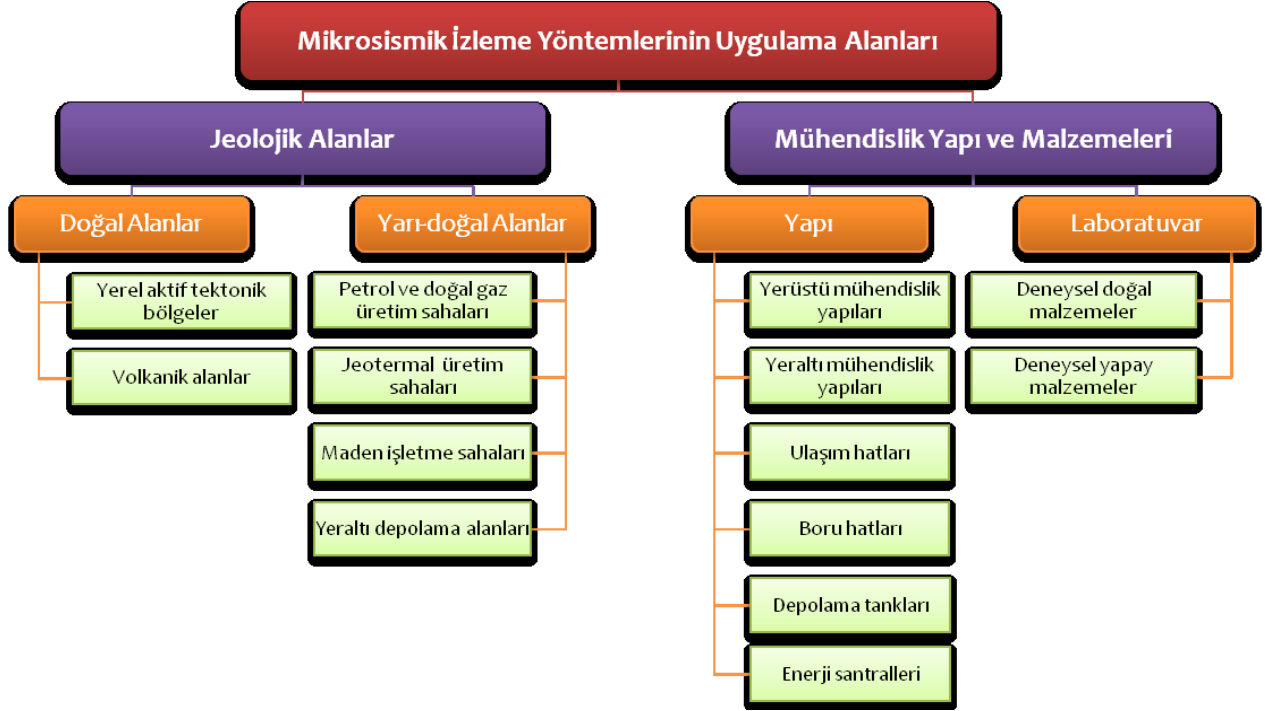 Mikrosismik İzleme Yöntemlerinin Uygulama Alanları
Jeolojik Alanlar
Doğal Alanlar
Yerel aktif tektonik
bölgeler
Volkanik alanlar
Yarı-doğal Alanlar
Petrol ve doğal gaz
üretim sahaları
Jeotermal üretim
sahaları
Maden işletme sahaları
Yeraltı depolama alanları
Mühendislik Yapı ve Malzemeleri
Yapı
Yerüstü mühendislik
yapıları
Yeraltı mühendislik
yapıları
Ulaşım hatları
Boru hatları
Depolama tankları
Enerji santralleri
Laboratuvar
Deneysel doğal
malzemeler
Deneysel yapay
malzemeler